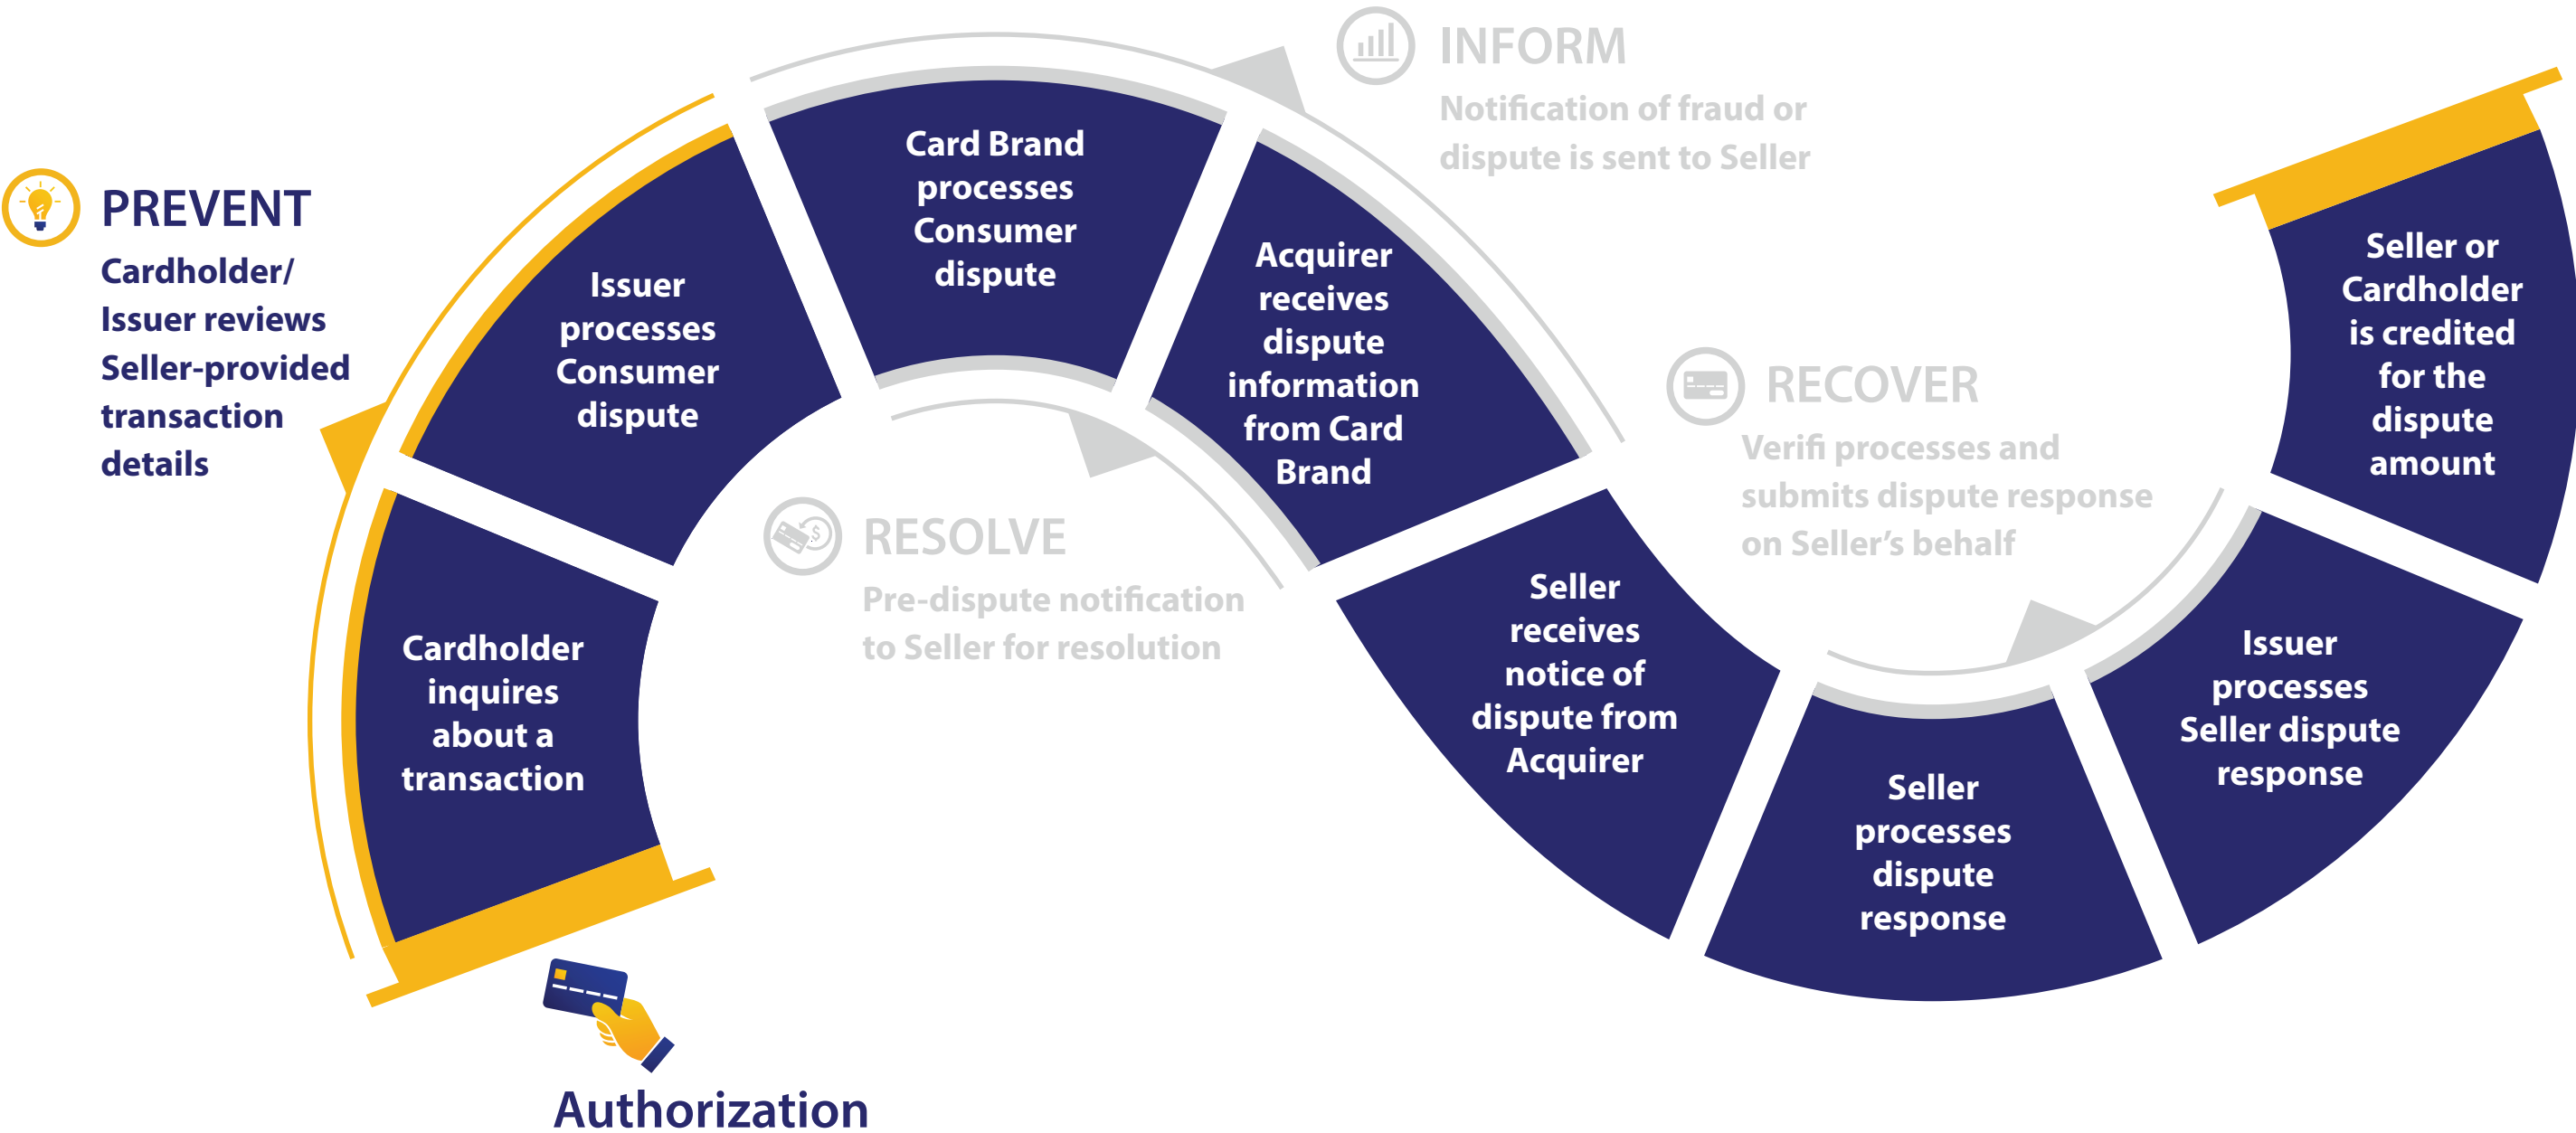 PREVENT
Cardholder/
Issuer reviews
Seller-provided
transaction
details
Authorization
Cardholder
inquires
about a
transaction
Issuer
processes
Consumer
dispute
Card Brand
processes
Consumer
dispute
INFORM
Notification of fraud or
dispute is sent to Seller
RESOLVE
Pre-dispute notification
to Seller for resolution
Acquirer
receives
dispute
information
from Card
Brand
Seller
receives
notice of
dispute from
Acquirer
RECOVER
Verifi processes and
submits dispute response
on Seller’s behalf
Seller
processes
dispute
response
Issuer
processes
Seller dispute
response
Seller or
Cardholder
is credited
for the
dispute
amount